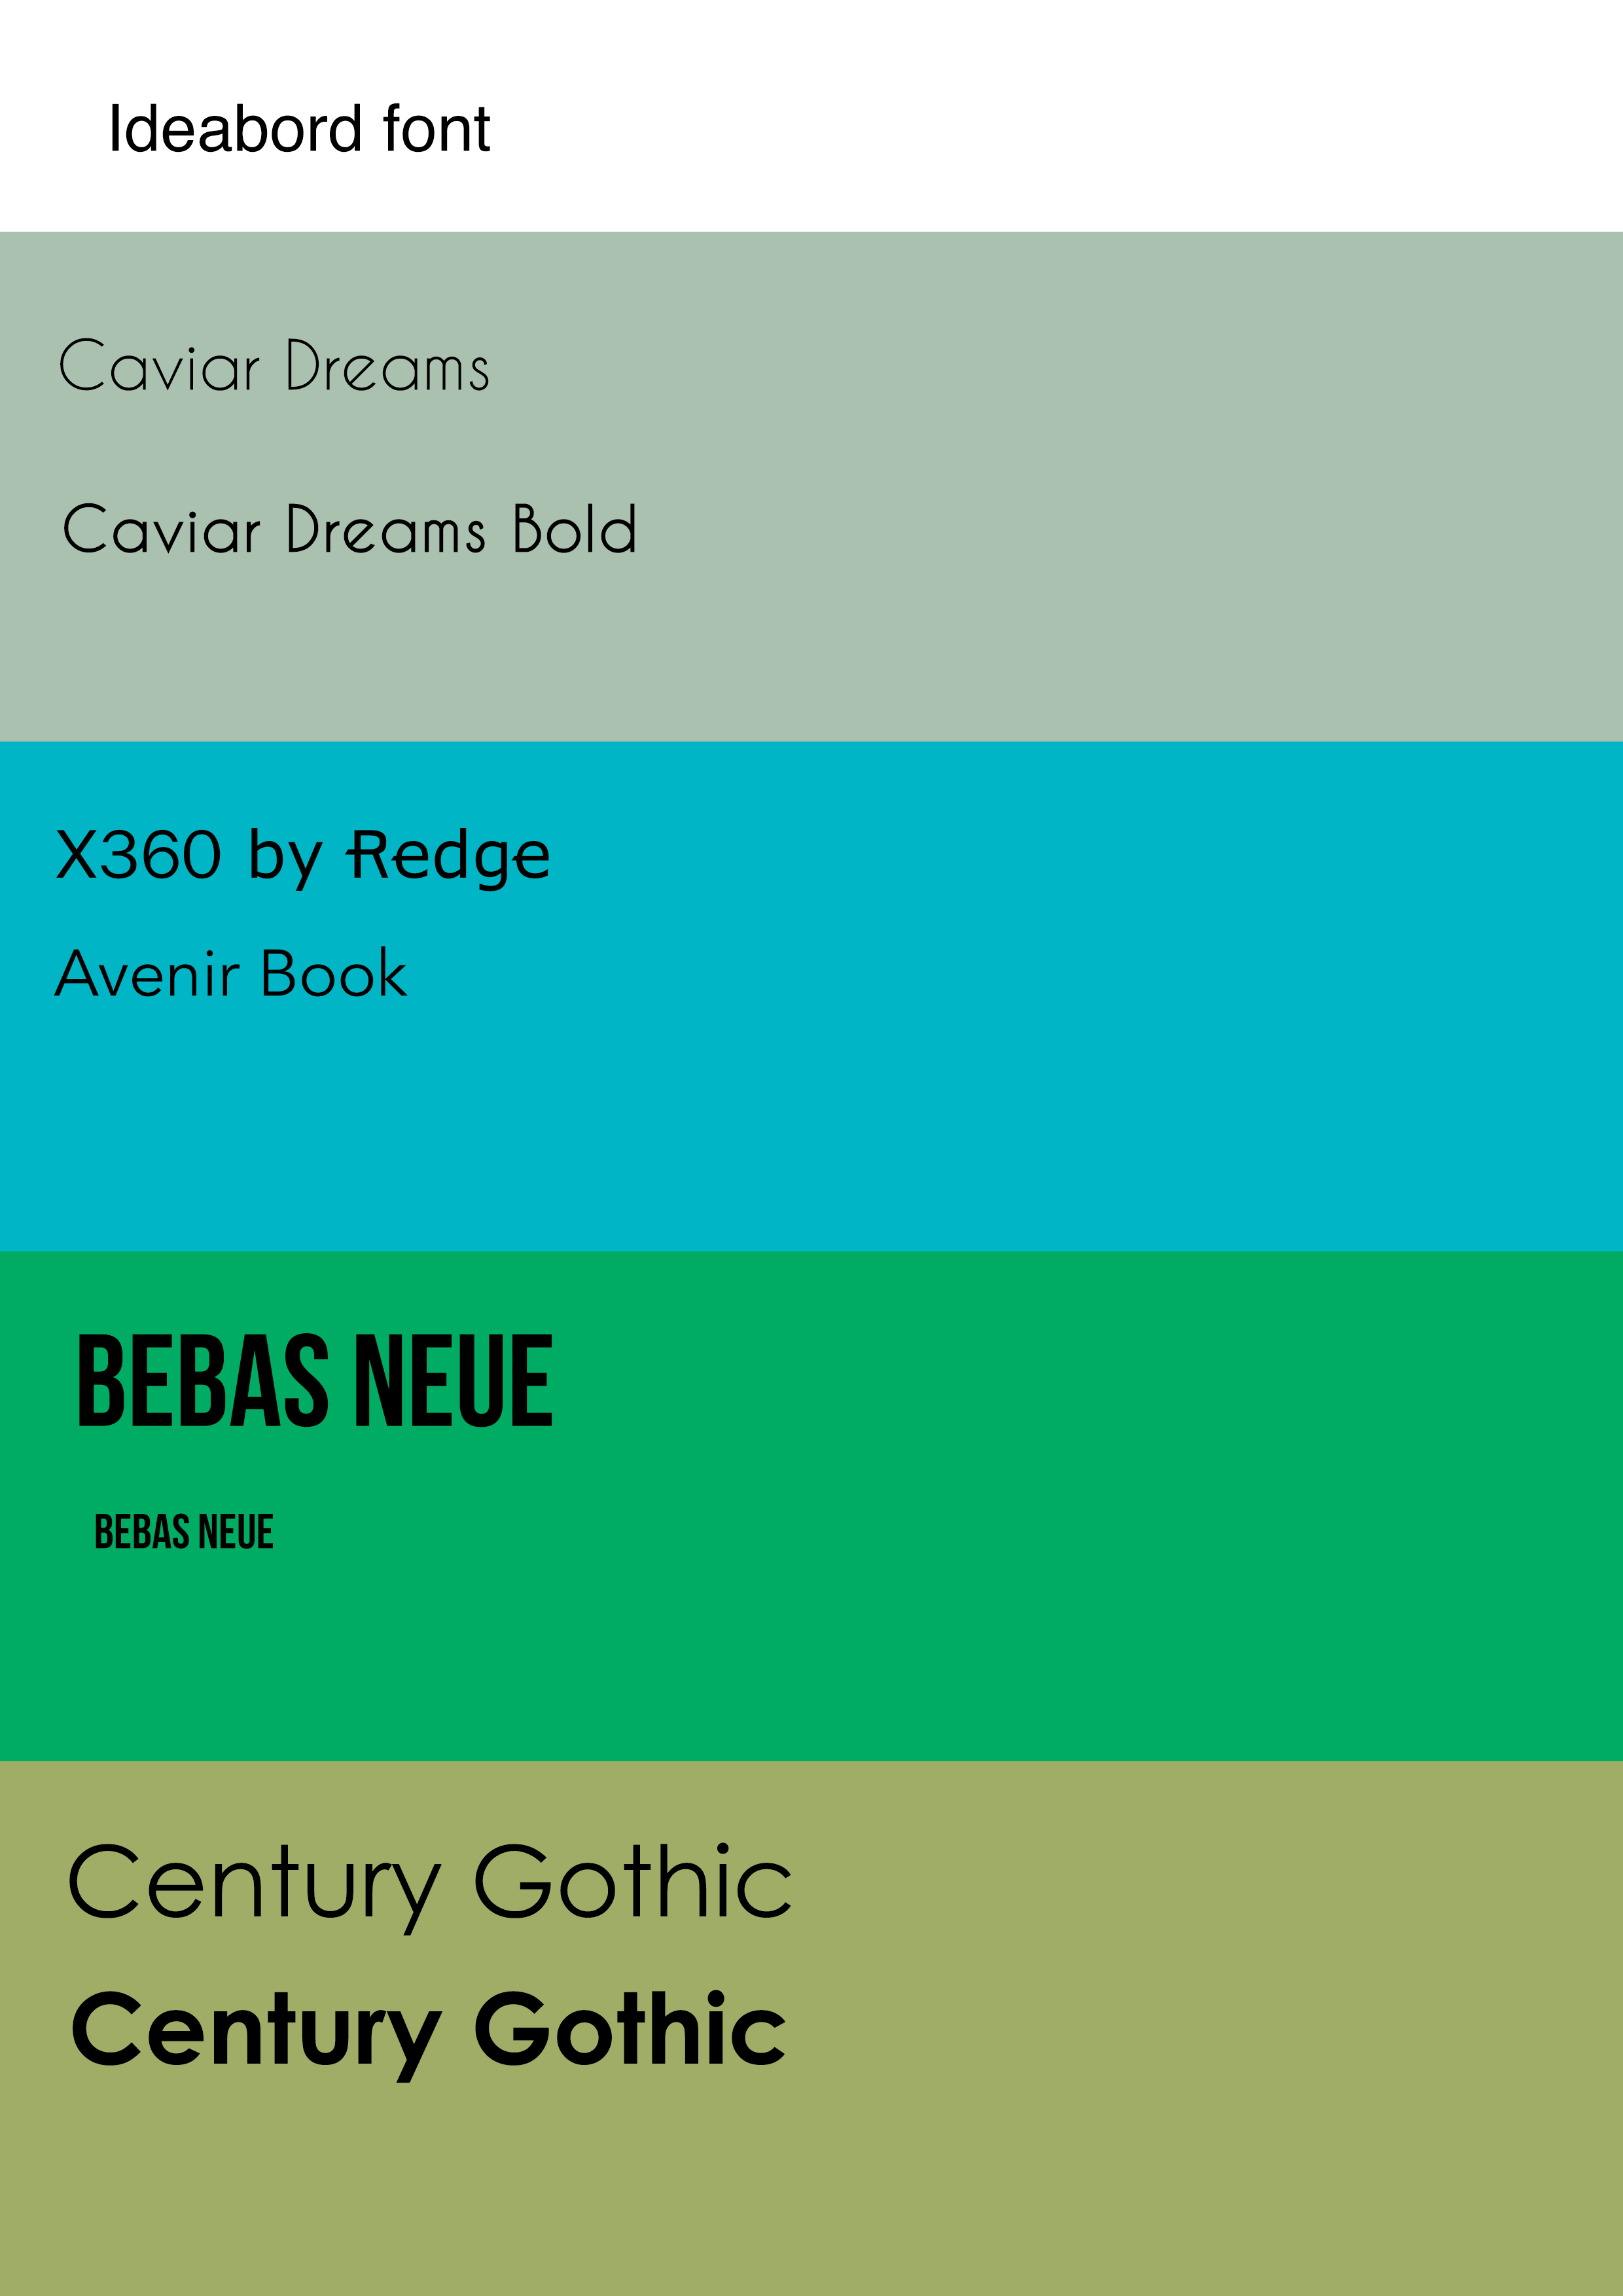 Ideabord font
Caviar Dreams
Caviar Dreams Bold
X360 by Redge
Avenir Book
BEBAS NEUE
BEBAS NEUE
Century Gothic
Century Gothic